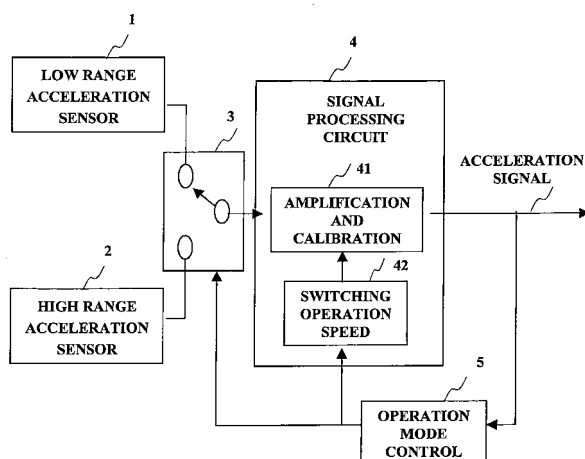 1
LOW RANGE
ACCELERATION
SENSOR
3
4
SIGNAL
PROCESSING
CIRCUIT
41
AMPLIFICATION
AND
CALIBRATION
ACCELERATION
SIGNAL
2
HIGH RANGE
ACCELERATION
SENSOR
42
SWITCHING
OPERATION
SPEED
5
OPERATION
MODE
CONTROL